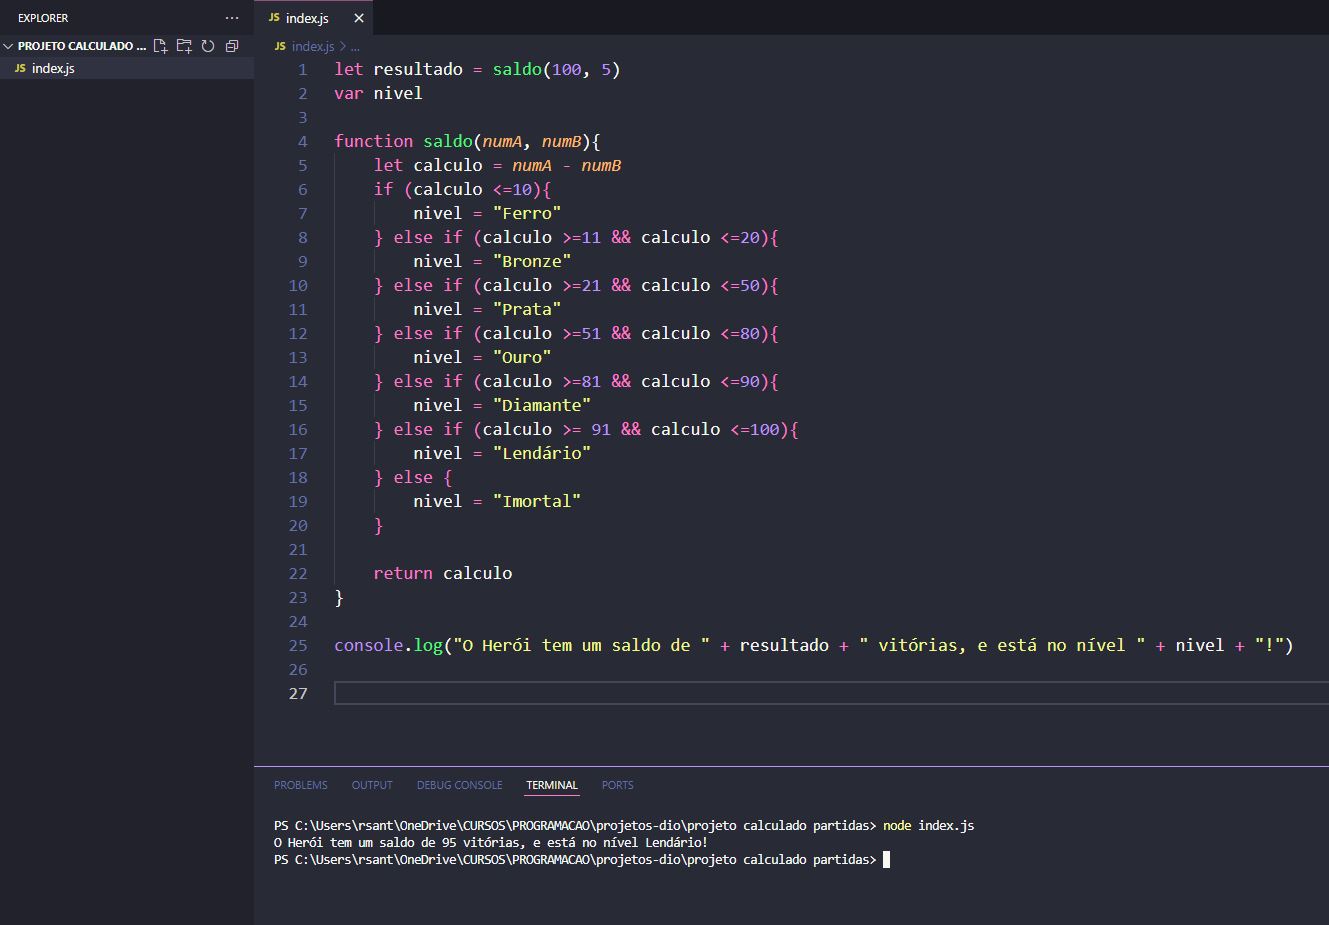 EXPLORER ...
PROJETO CALCULADO ...
JS index.js
JS index.js ×
JS index.js > ...
1 let resultado = saldo(100, 5)
2 var nivel
3
4 function saldo(numA, numB){
5 let calculo = numA - numB
6 if (calculo <=10){
7 nivel = "Ferro"
8 } else if (calculo >=11 && calculo <=20){
9 nivel = "Bronze"
10 } else if (calculo >=21 && calculo <=50){
11 nivel = "Prata"
12 } else if (calculo >=51 && calculo <=80){
13 nivel = "Ouro"
14 } else if (calculo >=81 && calculo <=90){
15 nivel = "Diamante"
16 } else if (calculo >= 91 && calculo <=100){
17 nivel = "Lendário"
18 } else {
19 nivel = "Imortal"
20 }
21
22 return calculo
23 }
24
25 console.log("O Herói tem um saldo de " + resultado + " vitórias, e está no nível " + nivel + "!")
26
27
PROBLEMS OUTPUT DEBUG CONSOLE TERMINAL PORTS
PS C:\Users\rsant\OneDrive\CURSOS\PROGRAMACAO\projetos-dio\projeto calculado partidas> node index.js
O Herói tem um saldo de 95 vitórias, e está no nível Lendário!
PS C:\Users\rsant\OneDrive\CURSOS\PROGRAMACAO\projetos-dio\projeto calculado partidas>